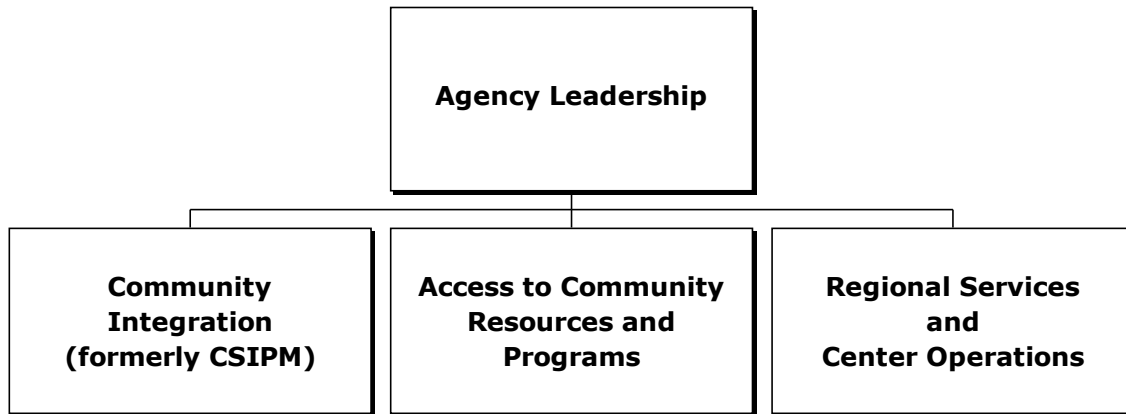 Agency Leadership
Community
Integration
(formerly CSIPM)
Access to Community
Resources and
Programs
Regional Services
and
Center Operations